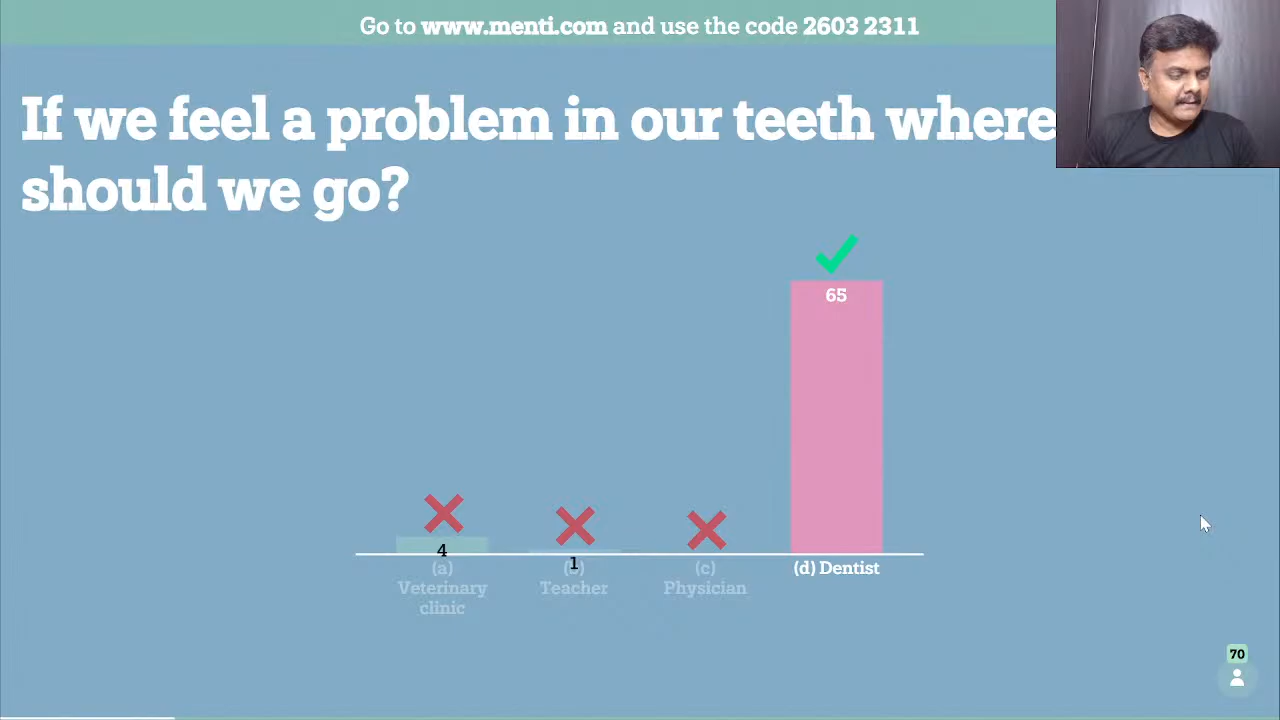 Go to www.menti.com and use the code 2603 2311
If we feel a problem in our teeth where
should we go?
65
4
1
(a)
Veterinary
clinic
(b)
Teacher
(c)
Physician
(d) Dentist
70